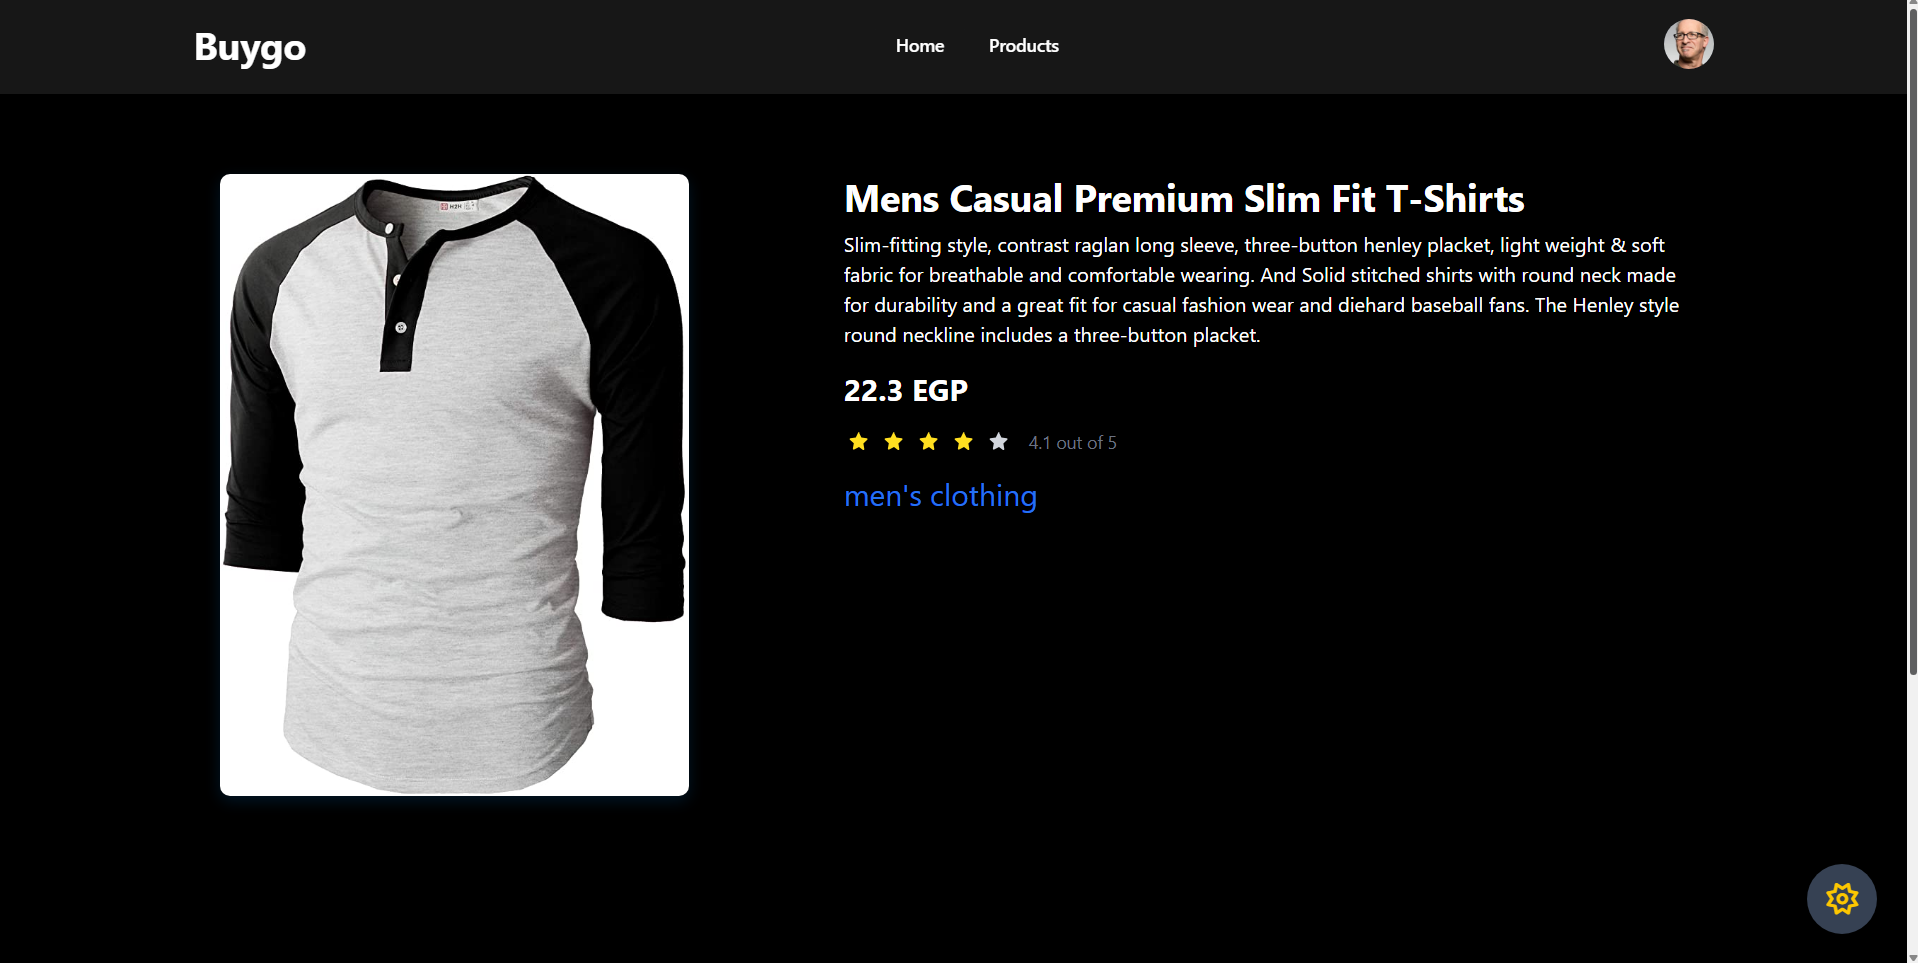 Buygo
Home
Products
H2H
Mens Casual Premium Slim Fit T-Shirts
Slim-fitting style, contrast raglan long sleeve, three-button henley placket, light weight & soft
fabric for breathable and comfortable wearing. And Solid stitched shirts with round neck made
for durability and a great fit for casual fashion wear and diehard baseball fans. The Henley style
round neckline includes a three-button placket.
22.3 EGP
4.1 out of 5
men's clothing